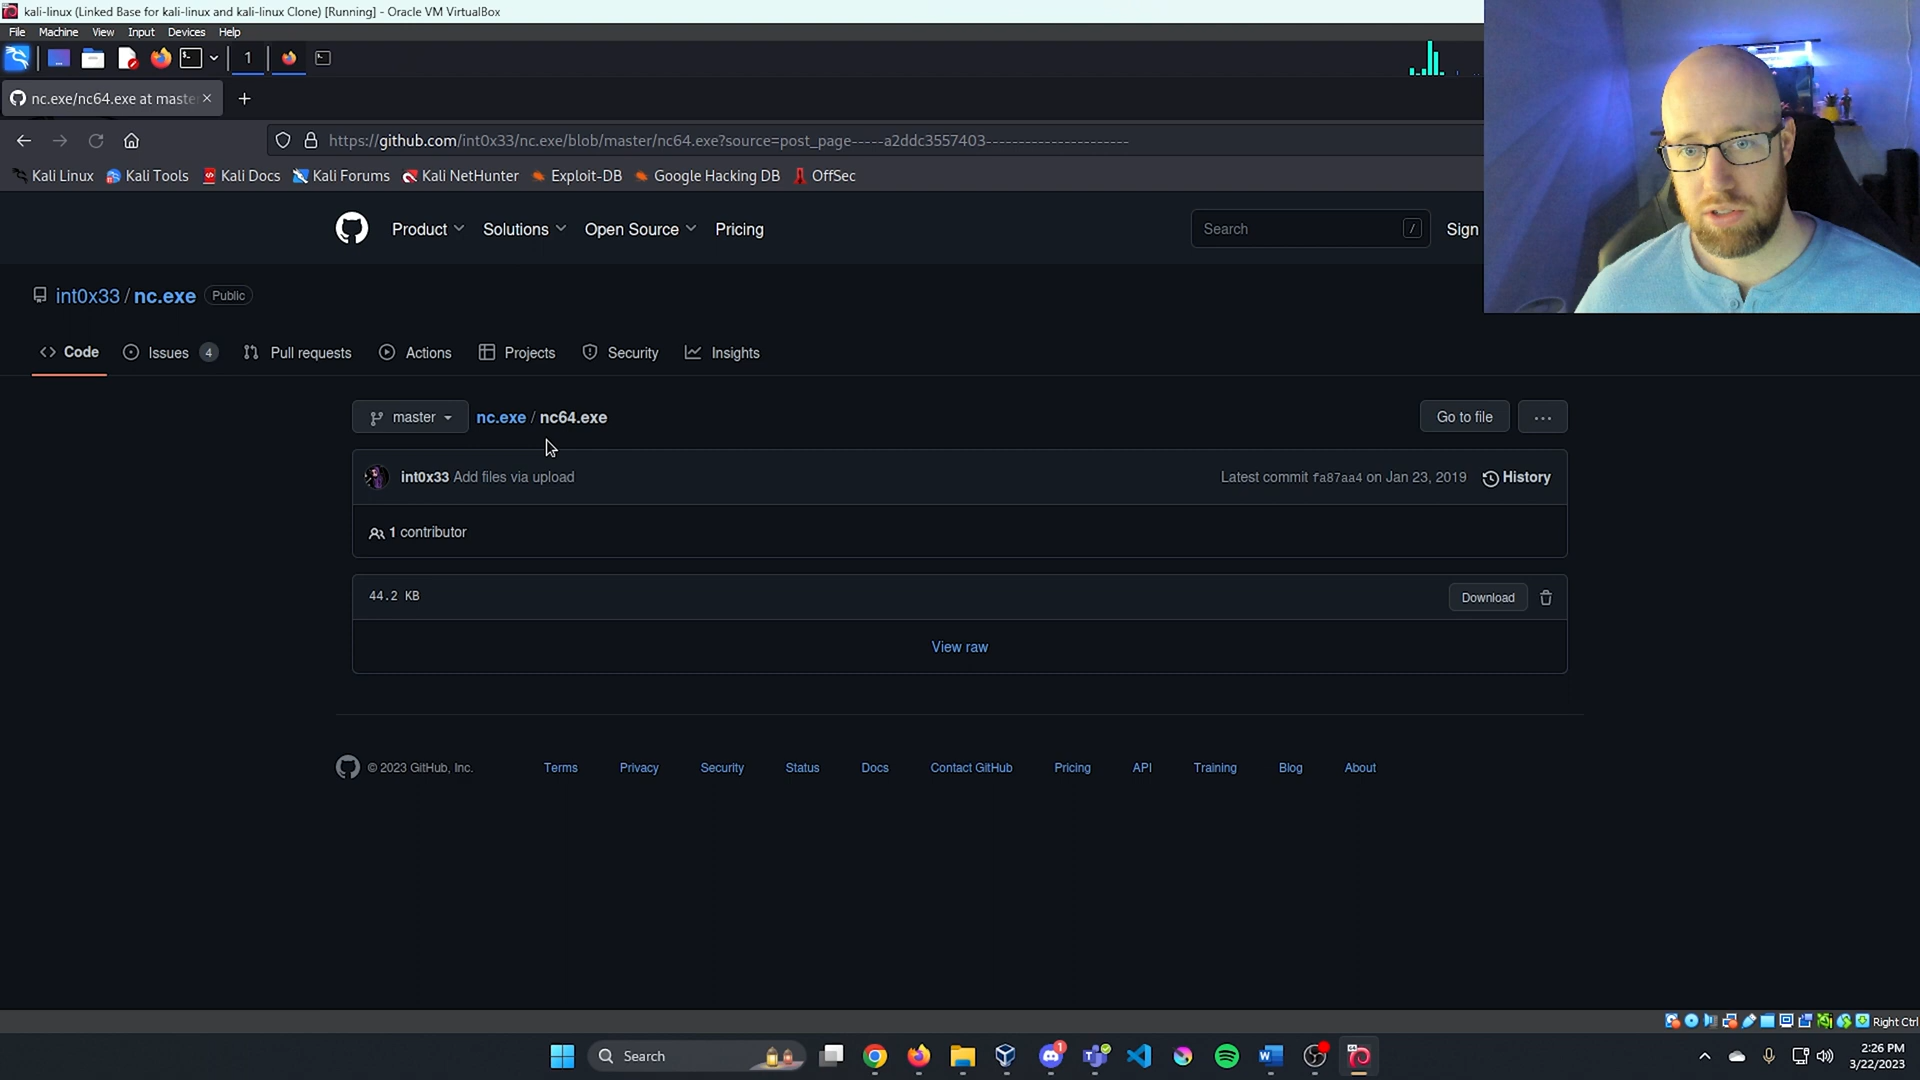 kali-linux (Linked Base for kali-linux and kali-linux Clone) [Running] - Oracle VM VirtualBox
File Machine View Input Devices Help
1
nc.exe/nc64.exe at maste
https://github.com/int0x33/nc.exe/blob/master/nc64.exe?source=post_page-----a2ddc3557403----------------------
Kali Linux Kali Tools Kali Docs Kali Forums Kali NetHunter Exploit-DB Google Hacking DB OffSec
Product Solutions Open Source Pricing Search / Sign
int0x33 / nc.exe Public
Code Issues 4 Pull requests Actions Projects Security Insights
master nc.exe / nc64.exe Go to file ...
int0x33 Add files via upload Latest commit fa87aa4 on Jan 23, 2019 History
1 contributor
44.2 KB Download
View raw
© 2023 GitHub, Inc. Terms Privacy Security Status Docs Contact GitHub Pricing API Training Blog About
Right Ctrl
Search 1 2:26 PM
3/22/2023